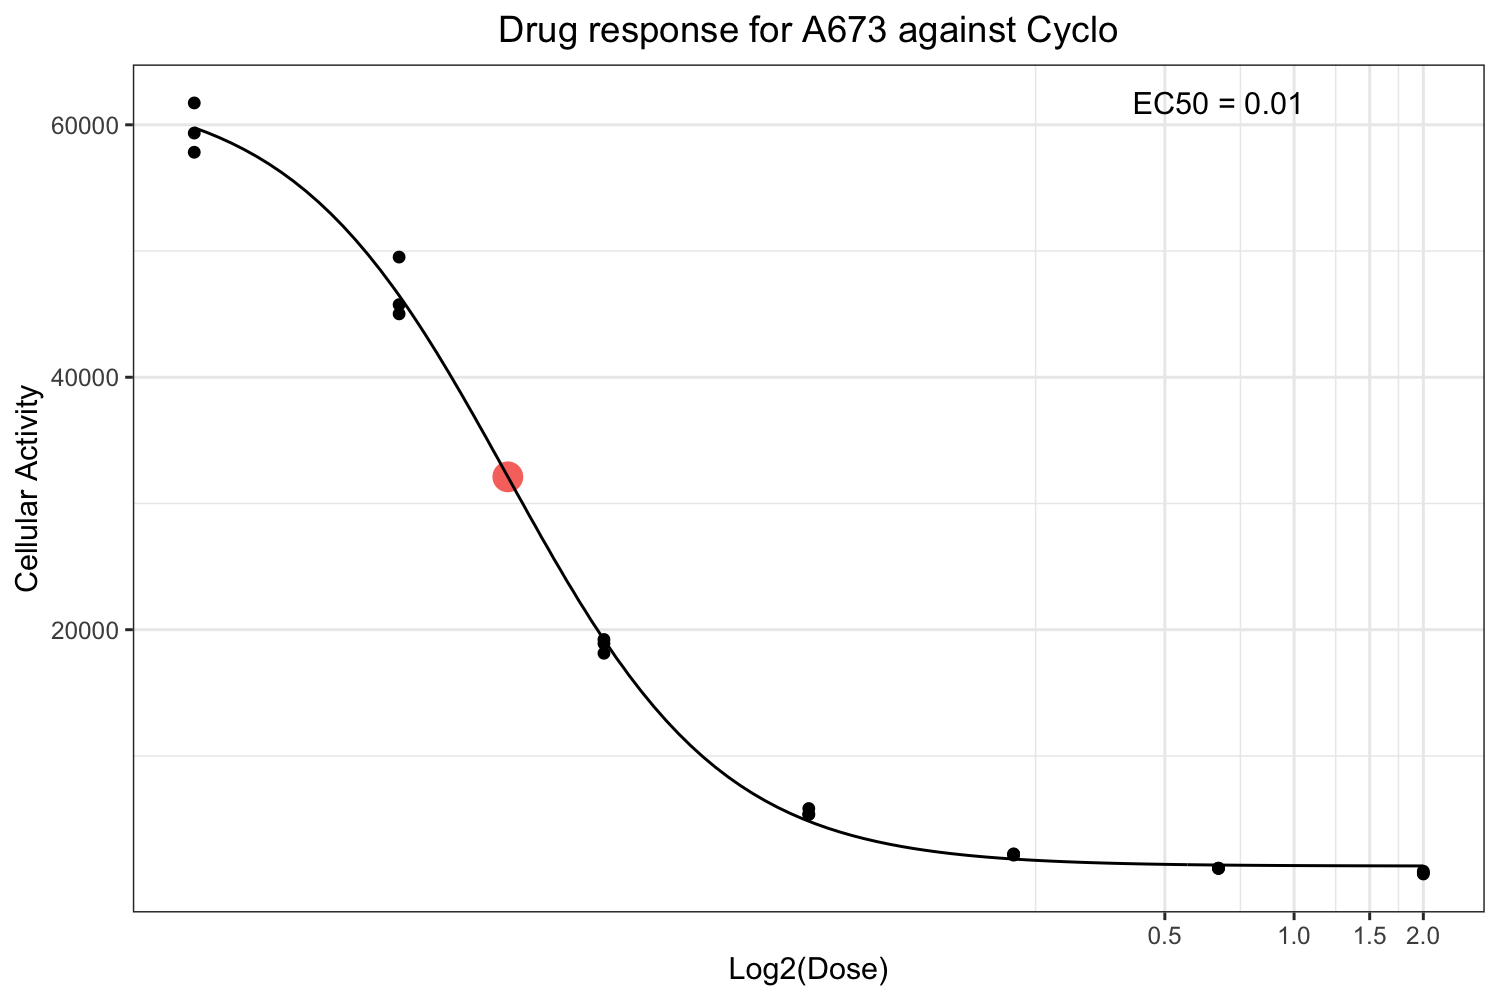 Drug response for A673 against Cyclo
EC50 = 0.01
60000
40000
20000
Cellular Activity
0.5 1.0 1.5 2.0
Log2(Dose)